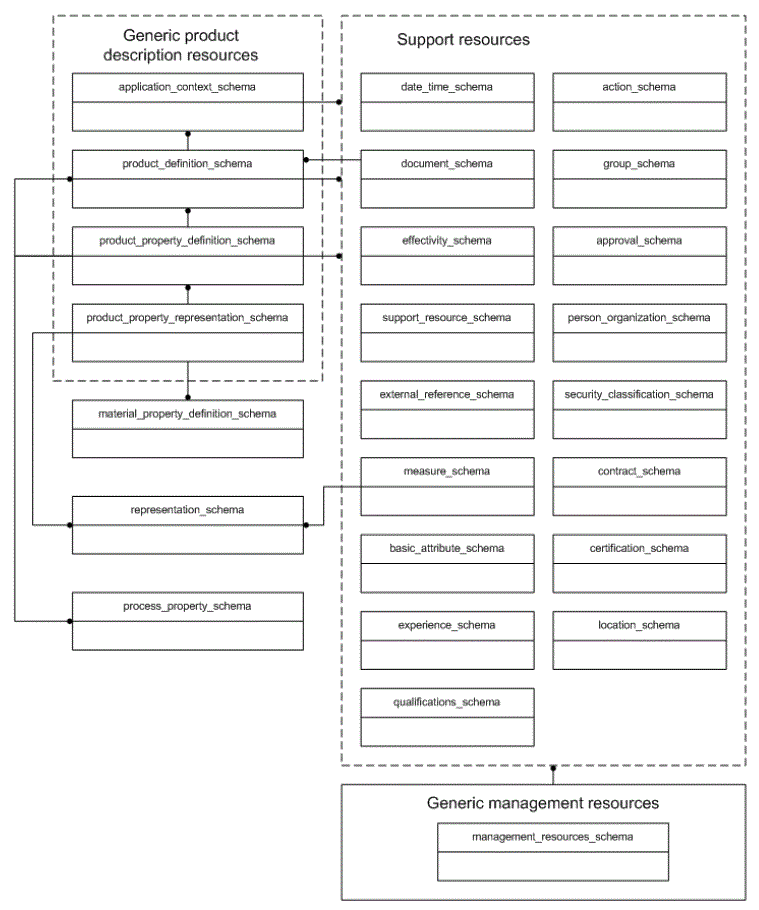 Generic product
description resources
application_context_schema
product_definition_schema
product_property_definition_schema
product_property_representation_schema
material_property_definition_schema
representation_schema
process_property_schema
Support resources
date_time_schema
action_schema
document_schema
group_schema
effectivity_schema
approval_schema
support_resource_schema
person_organization_schema
external_reference_schema
security_classification_schema
measure_schema
contract_schema
basic_attribute_schema
certification_schema
experience_schema
location_schema
qualifications_schema
Generic management resources
management_resources_schema